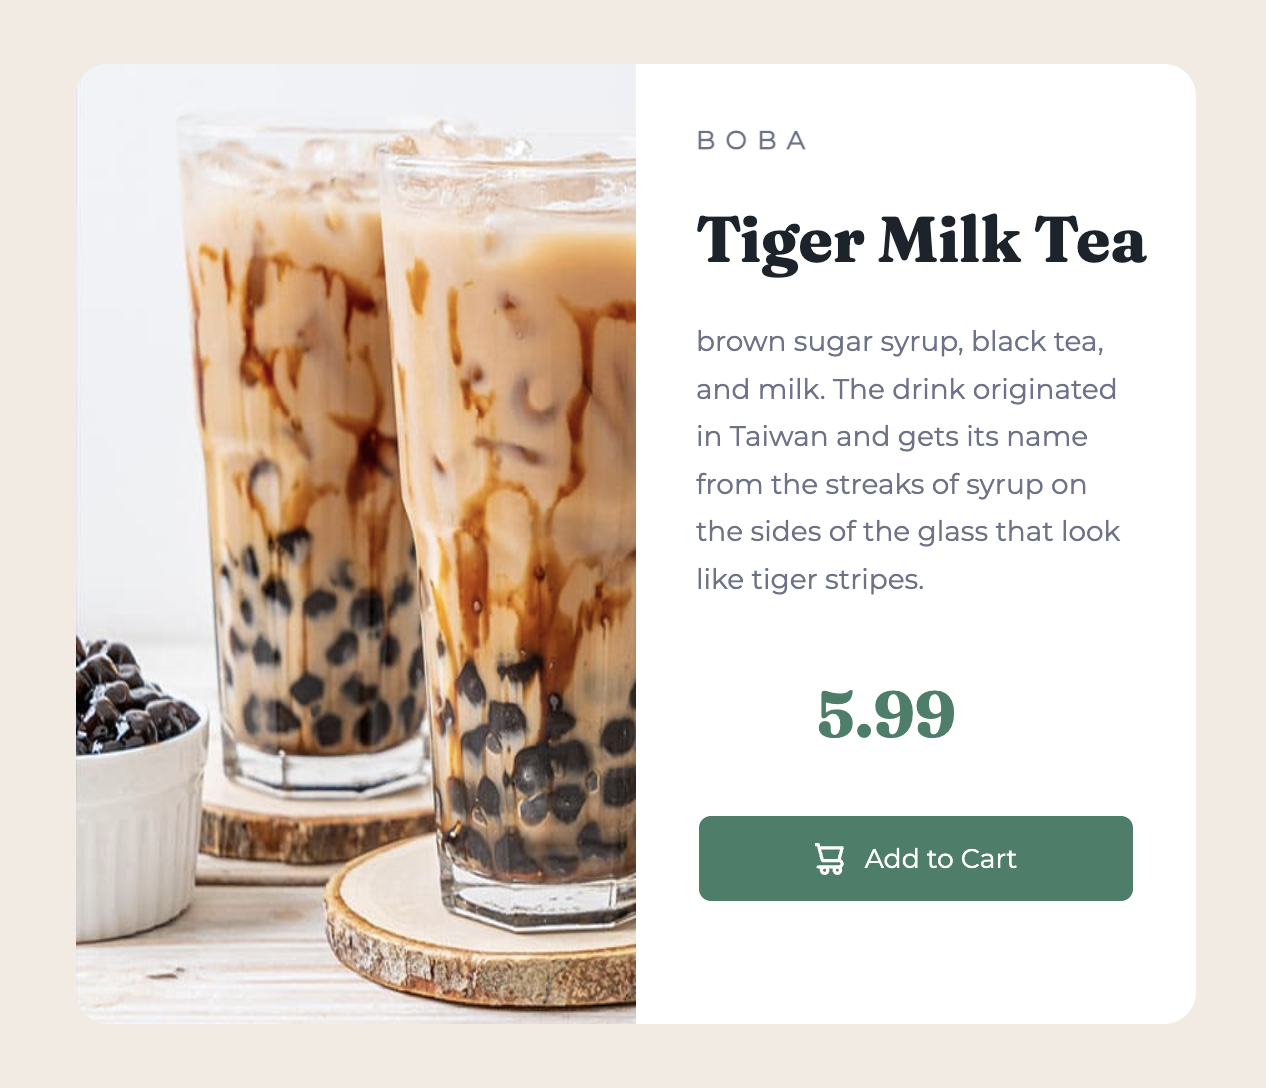 BOBA
Tiger Milk Tea
brown sugar syrup, black tea,
and milk. The drink originated
in Taiwan and gets its name
from the streaks of syrup on
the sides of the glass that look
like tiger stripes.
5.99
Add to Cart